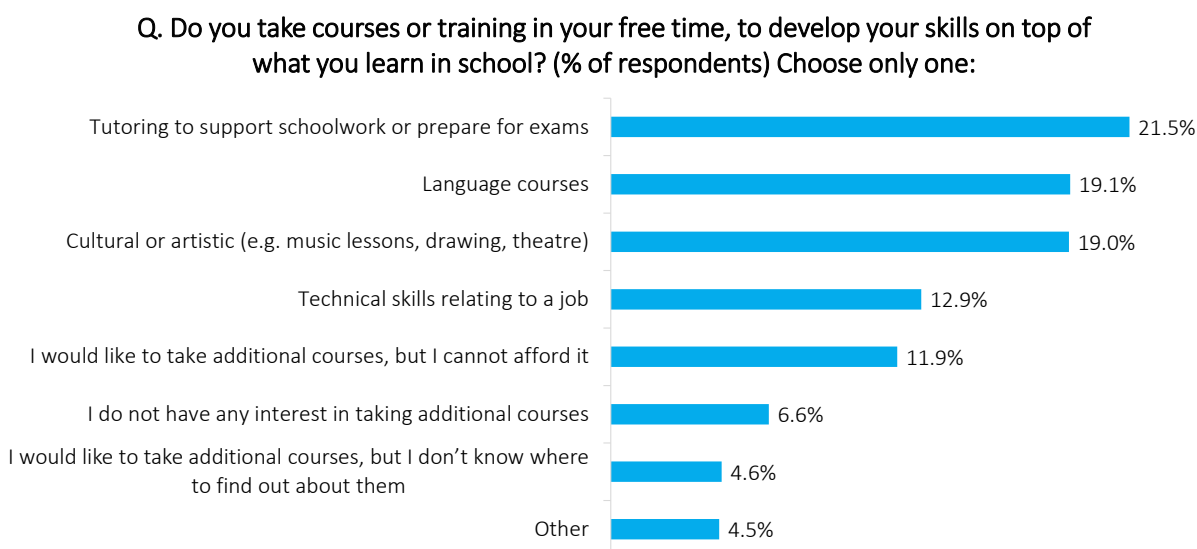 Q. Do you take courses or training in your free time, to develop your skills on top of
what you learn in school? (% of respondents) Choose only one:
Tutoring to support schoolwork or prepare for exams 21.5%
Language courses 19.1%
Cultural or artistic (e.g. music lessons, drawing, theatre) 19.0%
Technical skills relating to a job 12.9%
I would like to take additional courses, but I cannot afford it 11.9%
I do not have any interest in taking additional courses 6.6%
I would like to take additional courses, but I don’t know where
to find out about them 4.6%
Other 4.5%